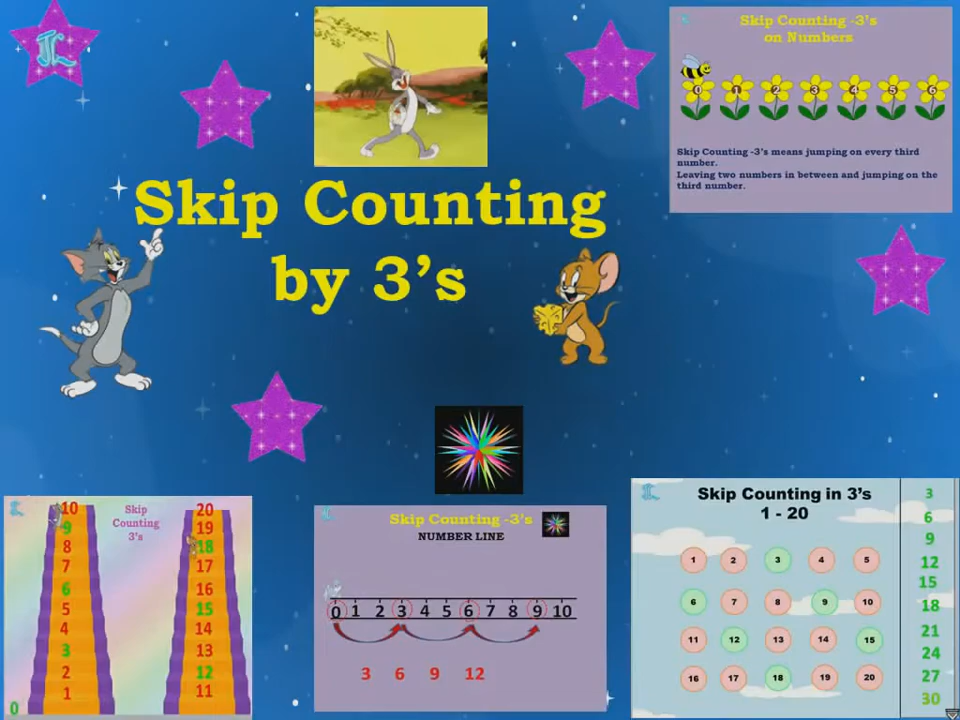 JL
Skip Counting -3's
on Numbers
0 1 2 3 4 5 6
Skip Counting -3's means jumping on every third
number.
Leaving two numbers in between and jumping on the
third number.
Skip Counting
by 3’s
10
9
8
7
6
5
4
3
2
1
0
Skip
Counting
3's
20
19
18
17
16
15
14
13
12
11
Skip Counting -3's
NUMBER LINE
0 1 2 3 4 5 6 7 8 9 10
3 6 9 12
Skip Counting in 3’s
1 - 20
1 2 3 4 5
6 7 8 9 10
11 12 13 14 15
16 17 18 19 20
3
6
9
12
15
18
21
24
27
30